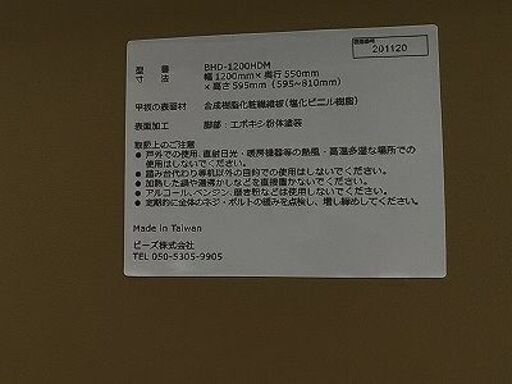 製造番号
201120
型番 BHD-1200HDM
寸法 幅1200mm×奥行550mm
×高さ595mm(595~810mm)
甲板の表面材 合成樹脂化粧繊維板(塩化ビニル樹脂)
表面加工 脚部:エポキシ粉体塗装
取扱上のご注意
● 戸外での使用、直射日光・暖房機器等の熱風・高温多湿な場所での
使用はしないでください。
● 踏み台代わり等机以外の目的での使用はしないでください。
● 加熱した鍋や湯沸かしなどを直接置かないでください。
● アルコール、ベンジン、磨き粉などは使用しないでください。
● 定期的に全体のネジ・ボルトの緩みを点検し、増し締めしてください。
Made in Taiwan
ビーズ株式会社
TEL 050-5305-9905